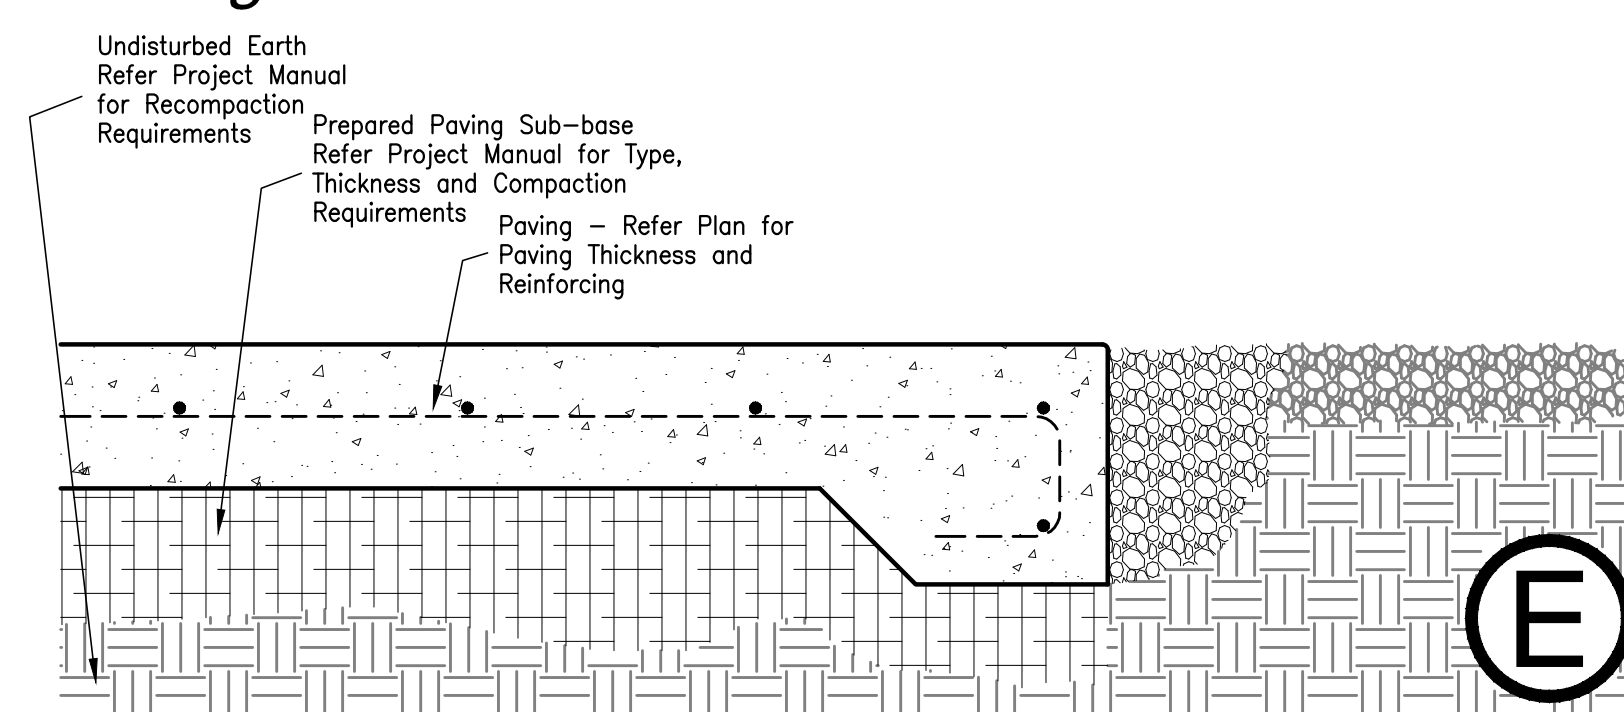 Undisturbed Earth
Refer Project Manual
for Recompaction
Requirements
Prepared Paving Sub-base
Refer Project Manual for Type,
Thickness and Compaction
Requirements
Paving - Refer Plan for
Paving Thickness and
Reinforcing
E